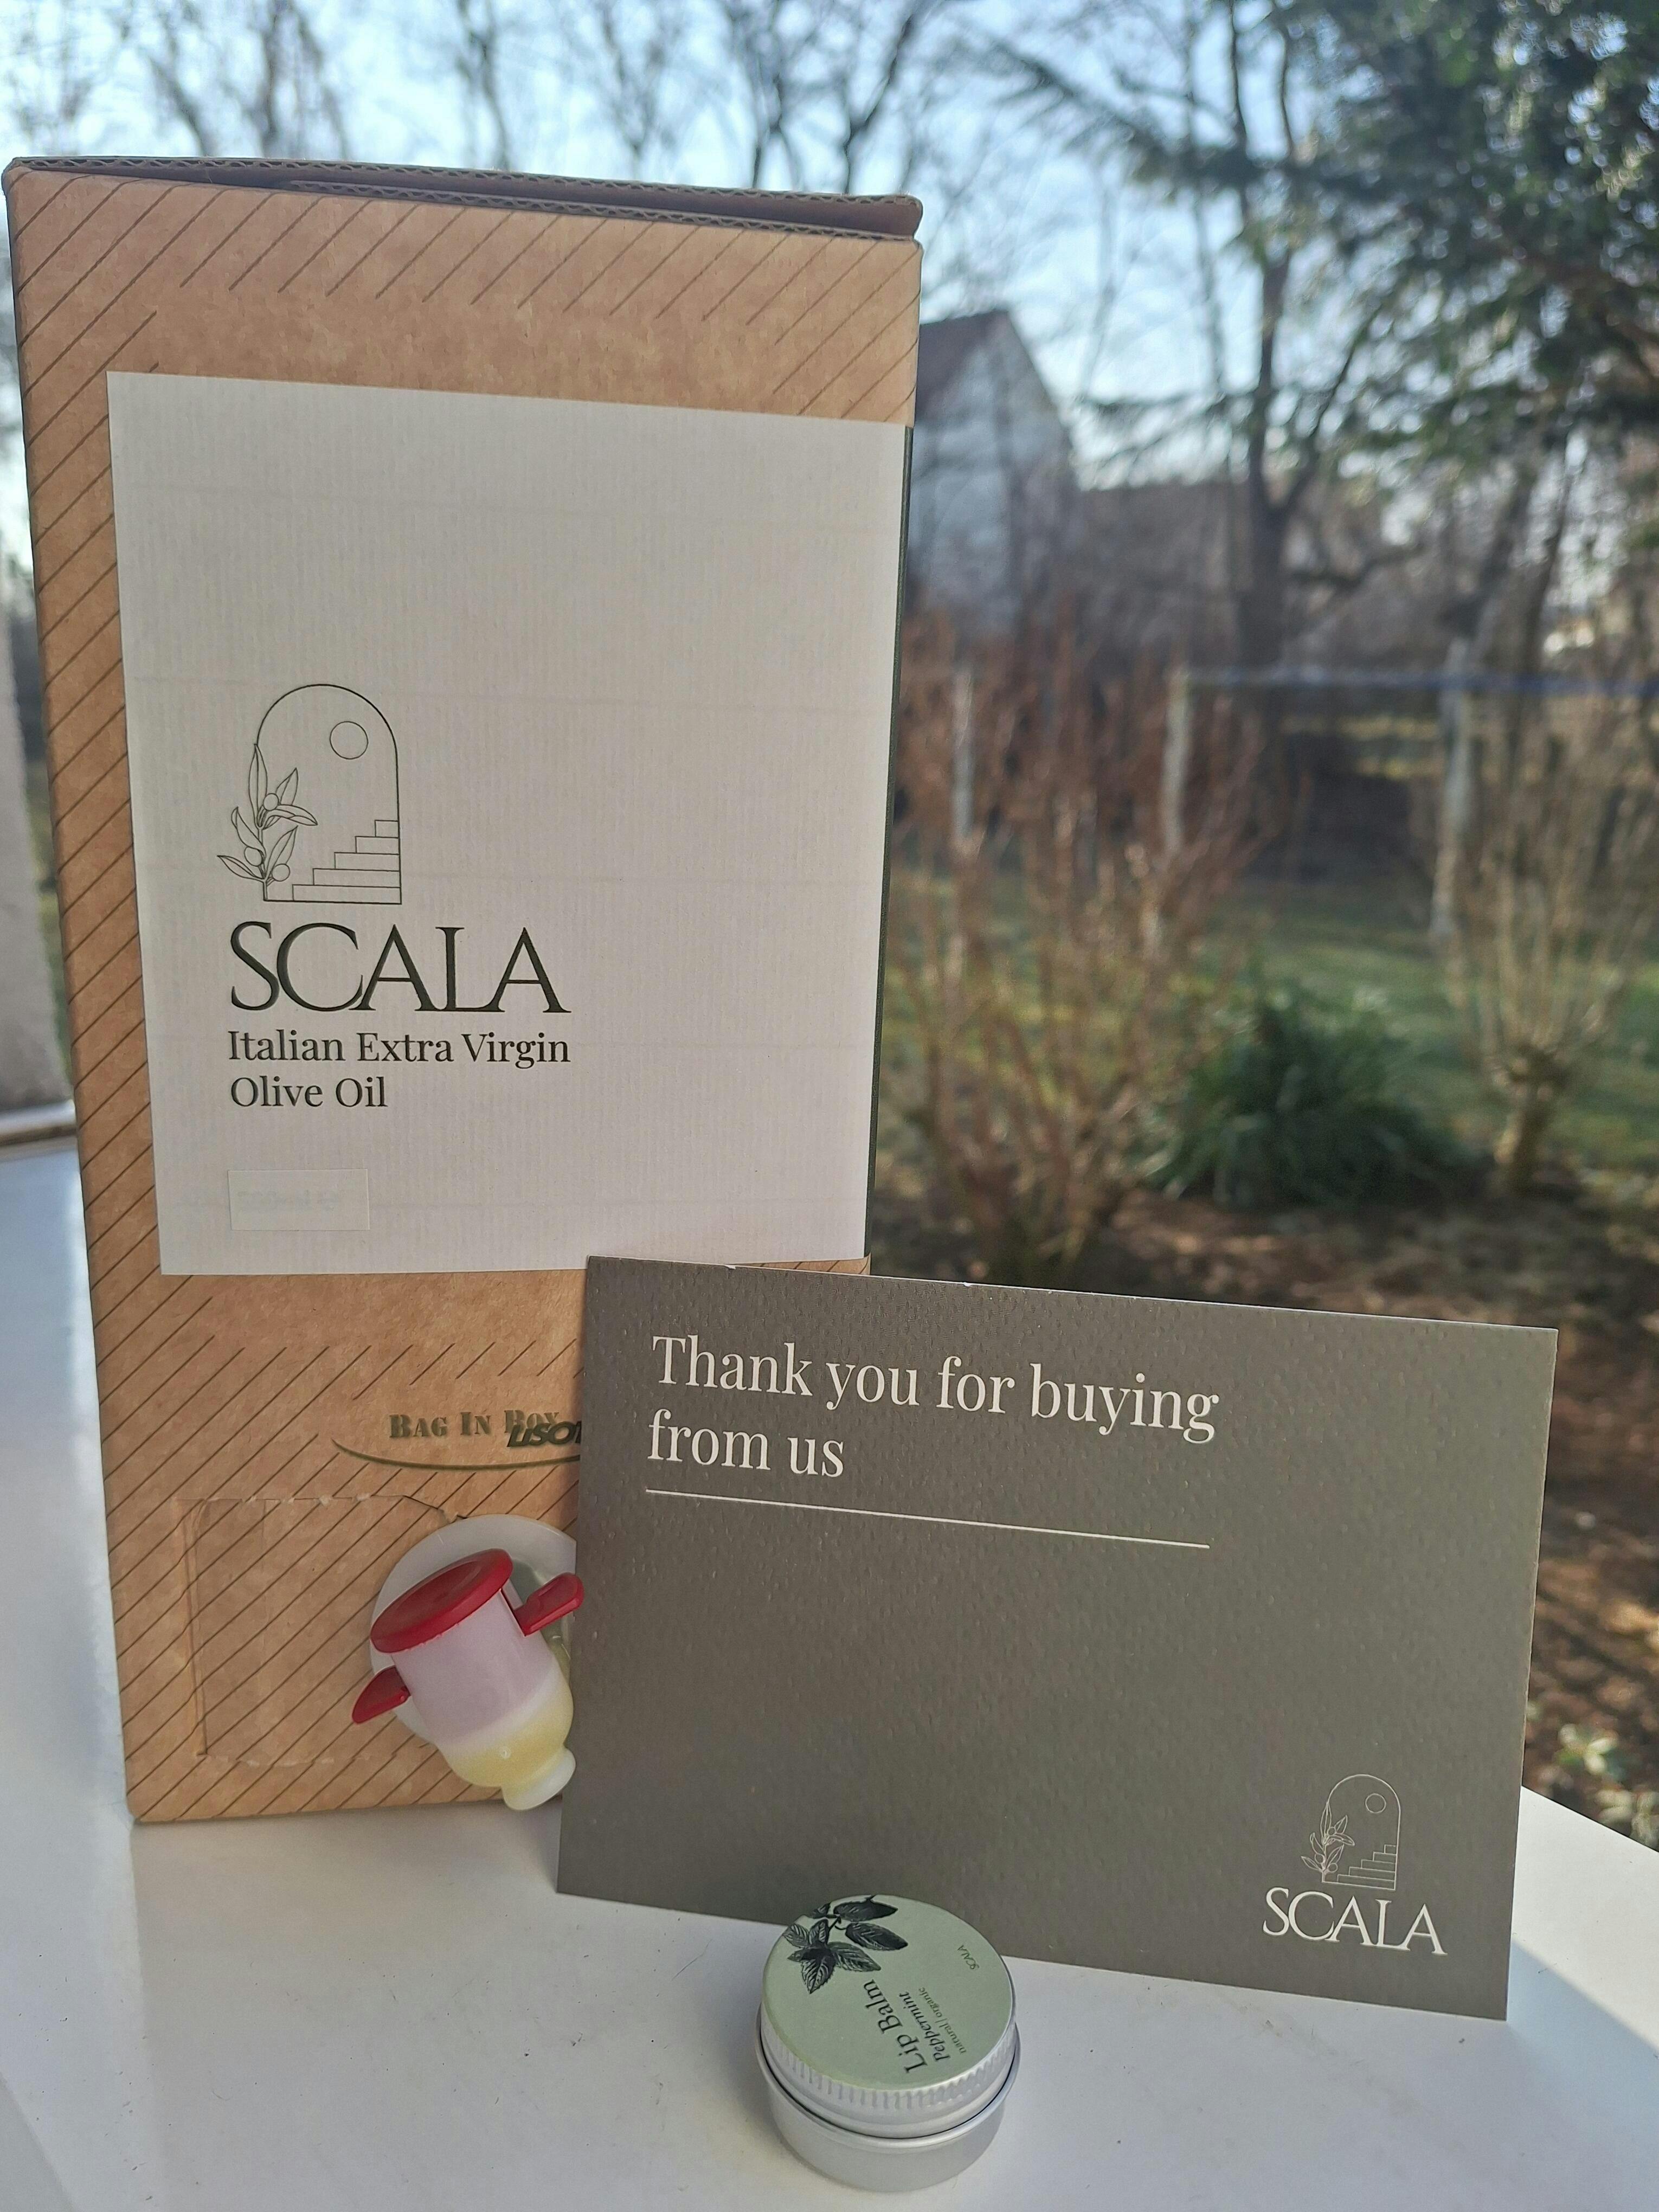 SCALA
Italian Extra Virgin
Olive Oil
BAG IN BOX
Thank you for buying
from us
SCALA
Lip Balm
Peppermint
natural | organic
SCALA